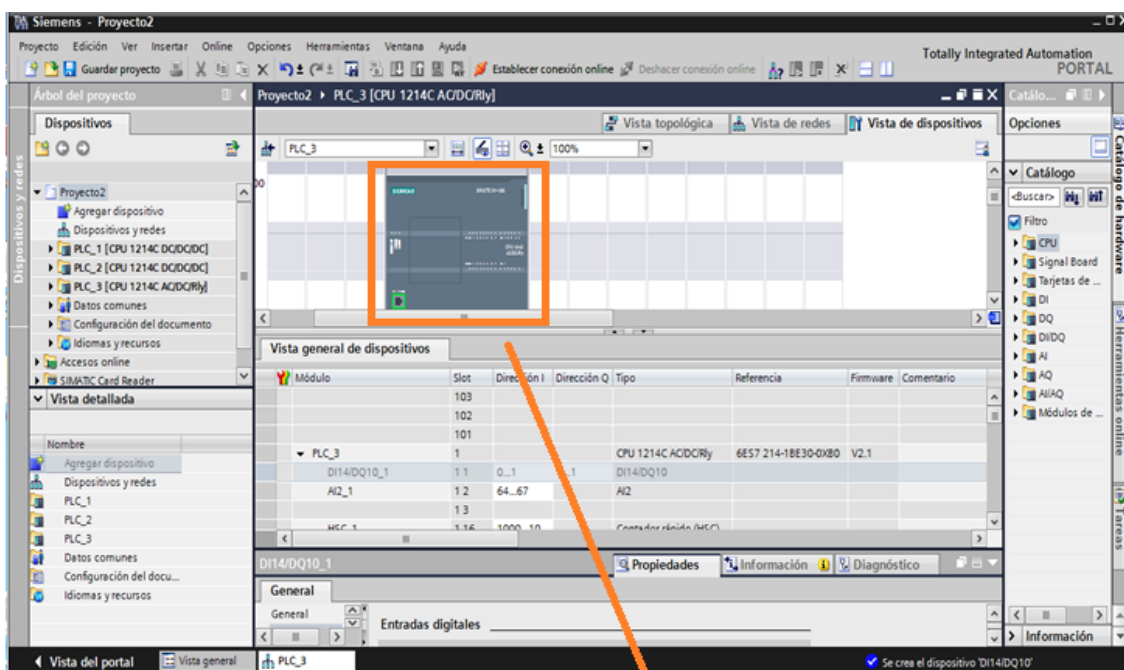 Siemens - Proyecto2
Proyecto Edición Ver Insertar Online Opciones Herramientas Ventana Ayuda
Guardar proyecto Establecer conexión online Deshacer conexión online
Totally Integrated Automation
PORTAL
Árbol del proyecto
Proyecto2 PLC_3 [CPU 1214C AC/DC/Rly]
Catálo...
Dispositivos
Vista topológica Vista de redes Vista de dispositivos
Opciones
PLC_3 100%
Dispositivos y redes
Proyecto2
Agregar dispositivo
Dispositivos y redes
PLC_1 [CPU 1214C DC/DC/DC]
PLC_2 [CPU 1214C DC/DC/DC]
PLC_3 [CPU 1214C AC/DC/Rly]
Datos comunes
Configuración del documento
Idiomas y recursos
Accesos online
SIMATIC Card Reader
SIEMENS
Catálogo
<Buscar>
Filtro
CPU
Signal Board
Tarjetas de ...
DI
DQ
DI/DQ
AI
AQ
AI/AQ
Módulos de ...
Catálogo de hardware
Herramientas online
Tareas
Vista general de dispositivos
Módulo Slot Dirección I Dirección Q Tipo Referencia Firmware Comentario
103
102
101
PLC_3 1 CPU 1214C AC/DC/Rly 6ES7 214-1BE30-0XB0 V2.1
DI14/DQ10_1 1 1 0...1 DI14/DQ10
AI2_1 1 2 64...67 AI2
1 3
HSC_1 1 16 1000...10 Contador rápido (HSC)
Vista detallada
Nombre
Agregar dispositivo
Dispositivos y redes
PLC_1
PLC_2
PLC_3
Datos comunes
Configuración del docu...
Idiomas y recursos
DI14/DQ10_1
Propiedades Información Diagnóstico
General
General
Entradas digitales
Información
Vista del portal Vista general PLC_3 Se crea el dispositivo 'DI14/DQ10'